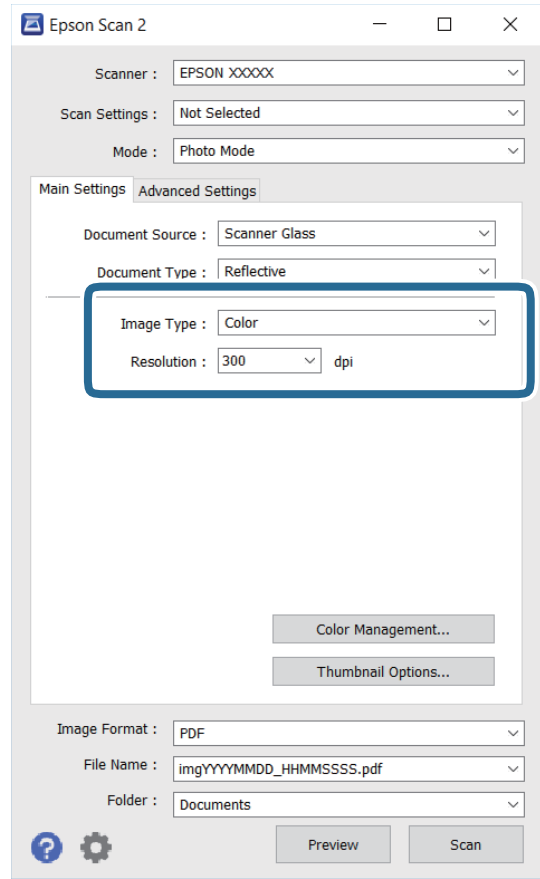 Epson Scan 2
Scanner : EPSON XXXXX
Scan Settings : Not Selected
Mode : Photo Mode
Main Settings Advanced Settings
Document Source : Scanner Glass
Document Type : Reflective
Image Type : Color
Resolution : 300 dpi
Color Management...
Thumbnail Options...
Image Format : PDF
File Name : imgYYYYMMDD_HHMMSSSS.pdf
Folder : Documents
? Preview Scan